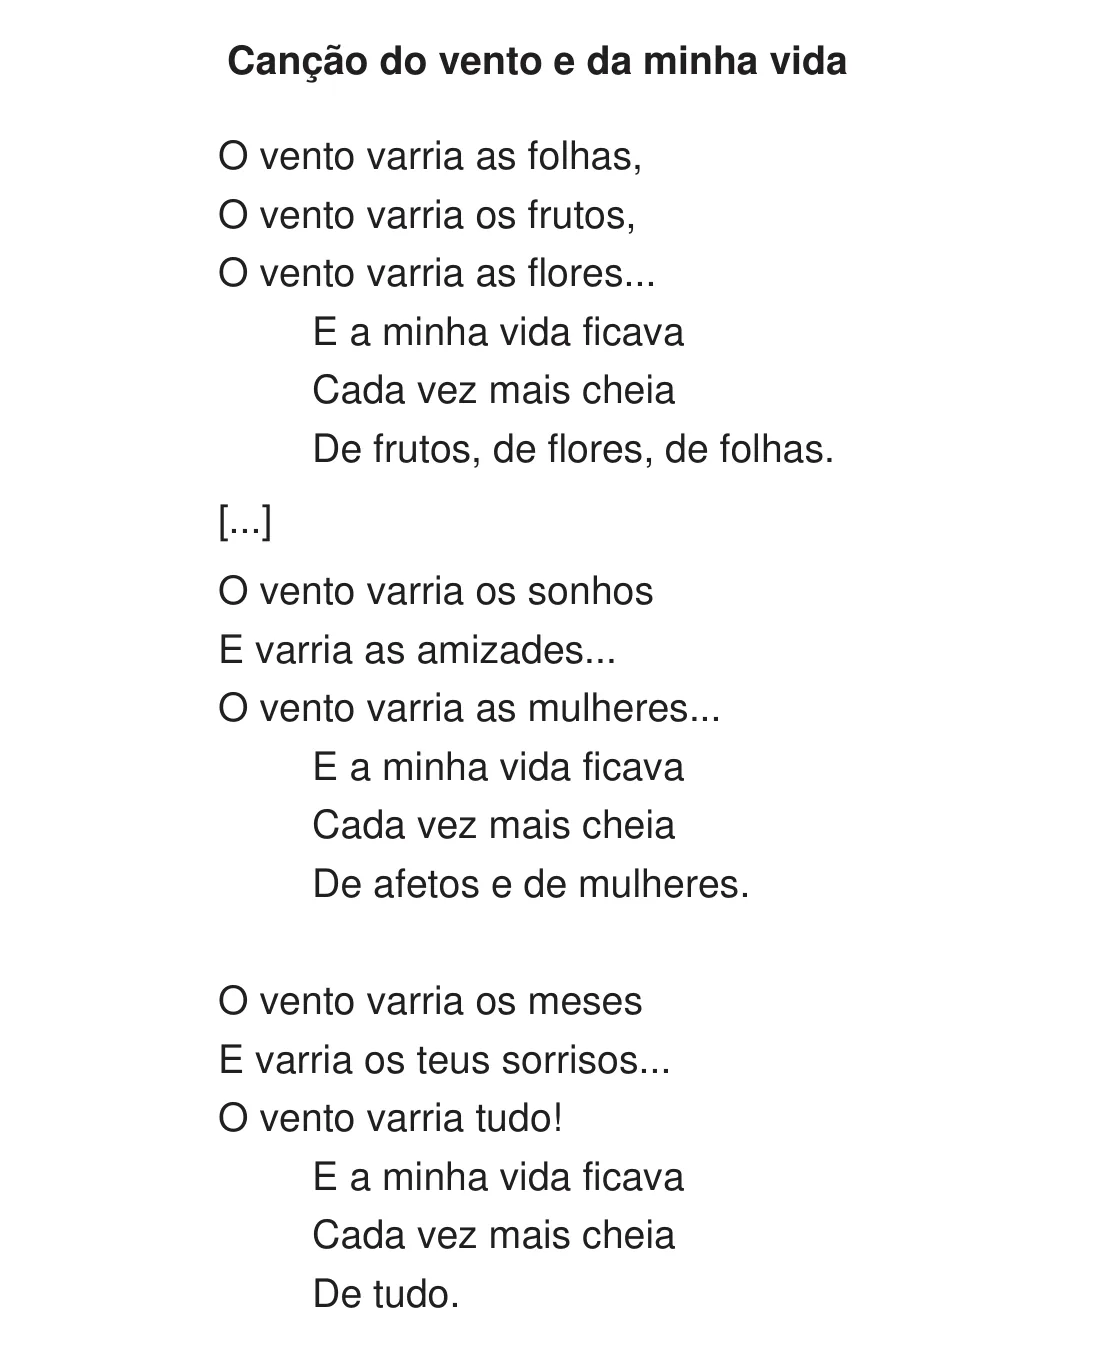 Canção do vento e da minha vida
O vento varria as folhas,
O vento varria os frutos,
O vento varria as flores...
E a minha vida ficava
Cada vez mais cheia
De frutos, de flores, de folhas.
[...]
O vento varria os sonhos
E varria as amizades...
O vento varria as mulheres...
E a minha vida ficava
Cada vez mais cheia
De afetos e de mulheres.
O vento varria os meses
E varria os teus sorrisos...
O vento varria tudo!
E a minha vida ficava
Cada vez mais cheia
De tudo.